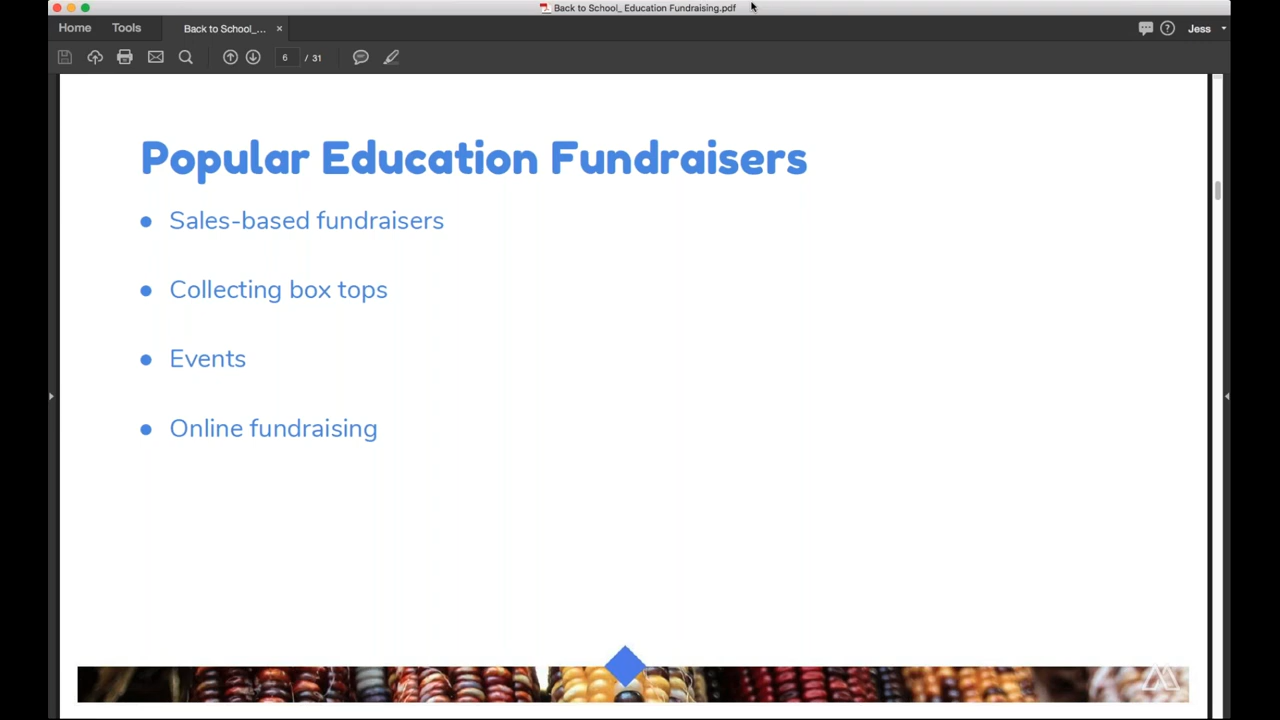 Back to School_ Education Fundraising.pdf
Home Tools Back to School_... × ? Jess
6 / 31
Popular Education Fundraisers
● Sales-based fundraisers
● Collecting box tops
● Events
● Online fundraising